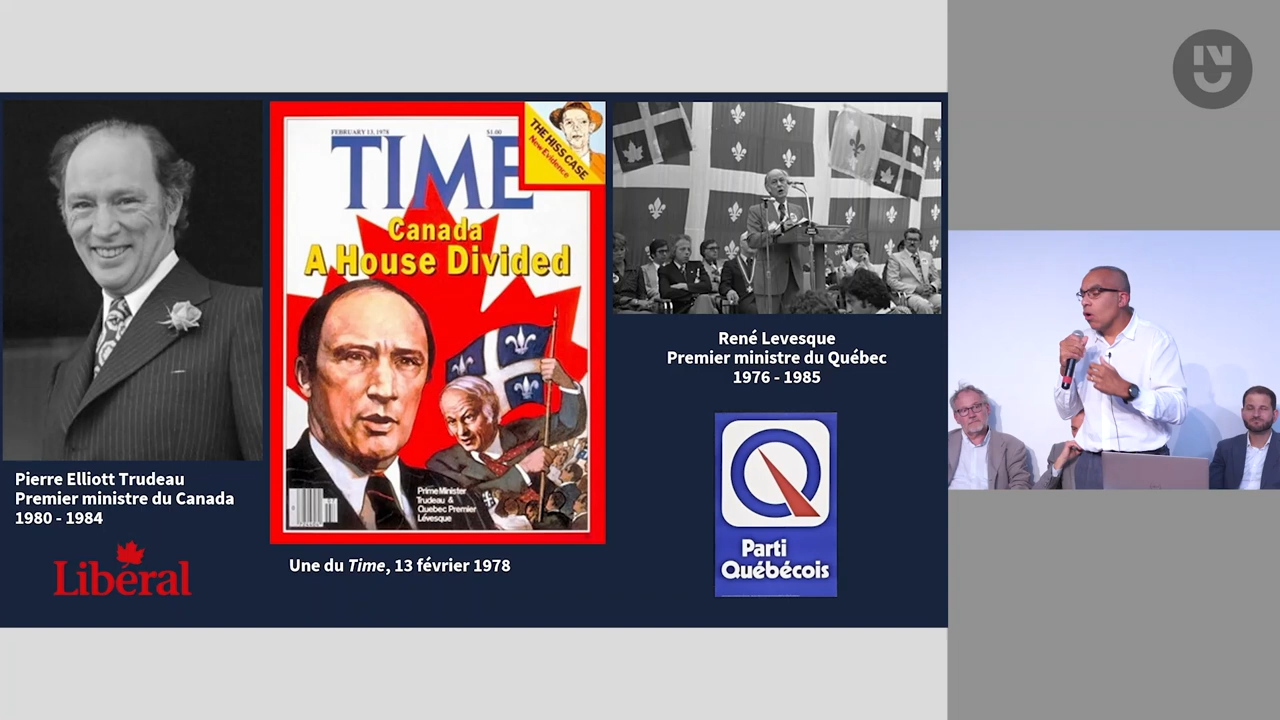 FEBRUARY 13, 1978
$1.00
TIME
THE HISS CASE
New Evidence
Canada
A House Divided
Prime Minister
Trudeau &
Quebec Premier
Lévesque
Pierre Elliott Trudeau
Premier ministre du Canada
1980 - 1984
Libéral
Une du Time, 13 février 1978
René Levesque
Premier ministre du Québec
1976 - 1985
Parti
Québécois